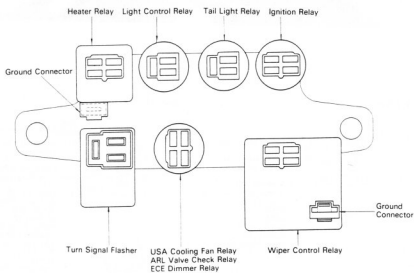 Heater Relay
Light Control Relay
Tail Light Relay
Ignition Relay
Ground Connector
Ground
Connector
Turn Signal Flasher
USA Cooling Fan Relay
ARL Valve Check Relay
ECE Dimmer Relay
Wiper Control Relay